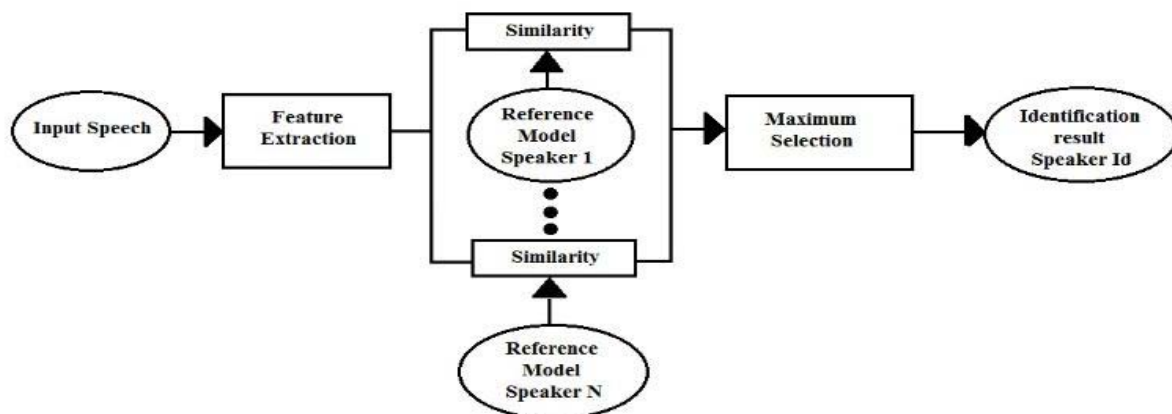 Input Speech
Feature
Extraction
Similarity
Reference
Model
Speaker 1
Similarity
Reference
Model
Speaker N
Maximum
Selection
Identification
result
Speaker Id